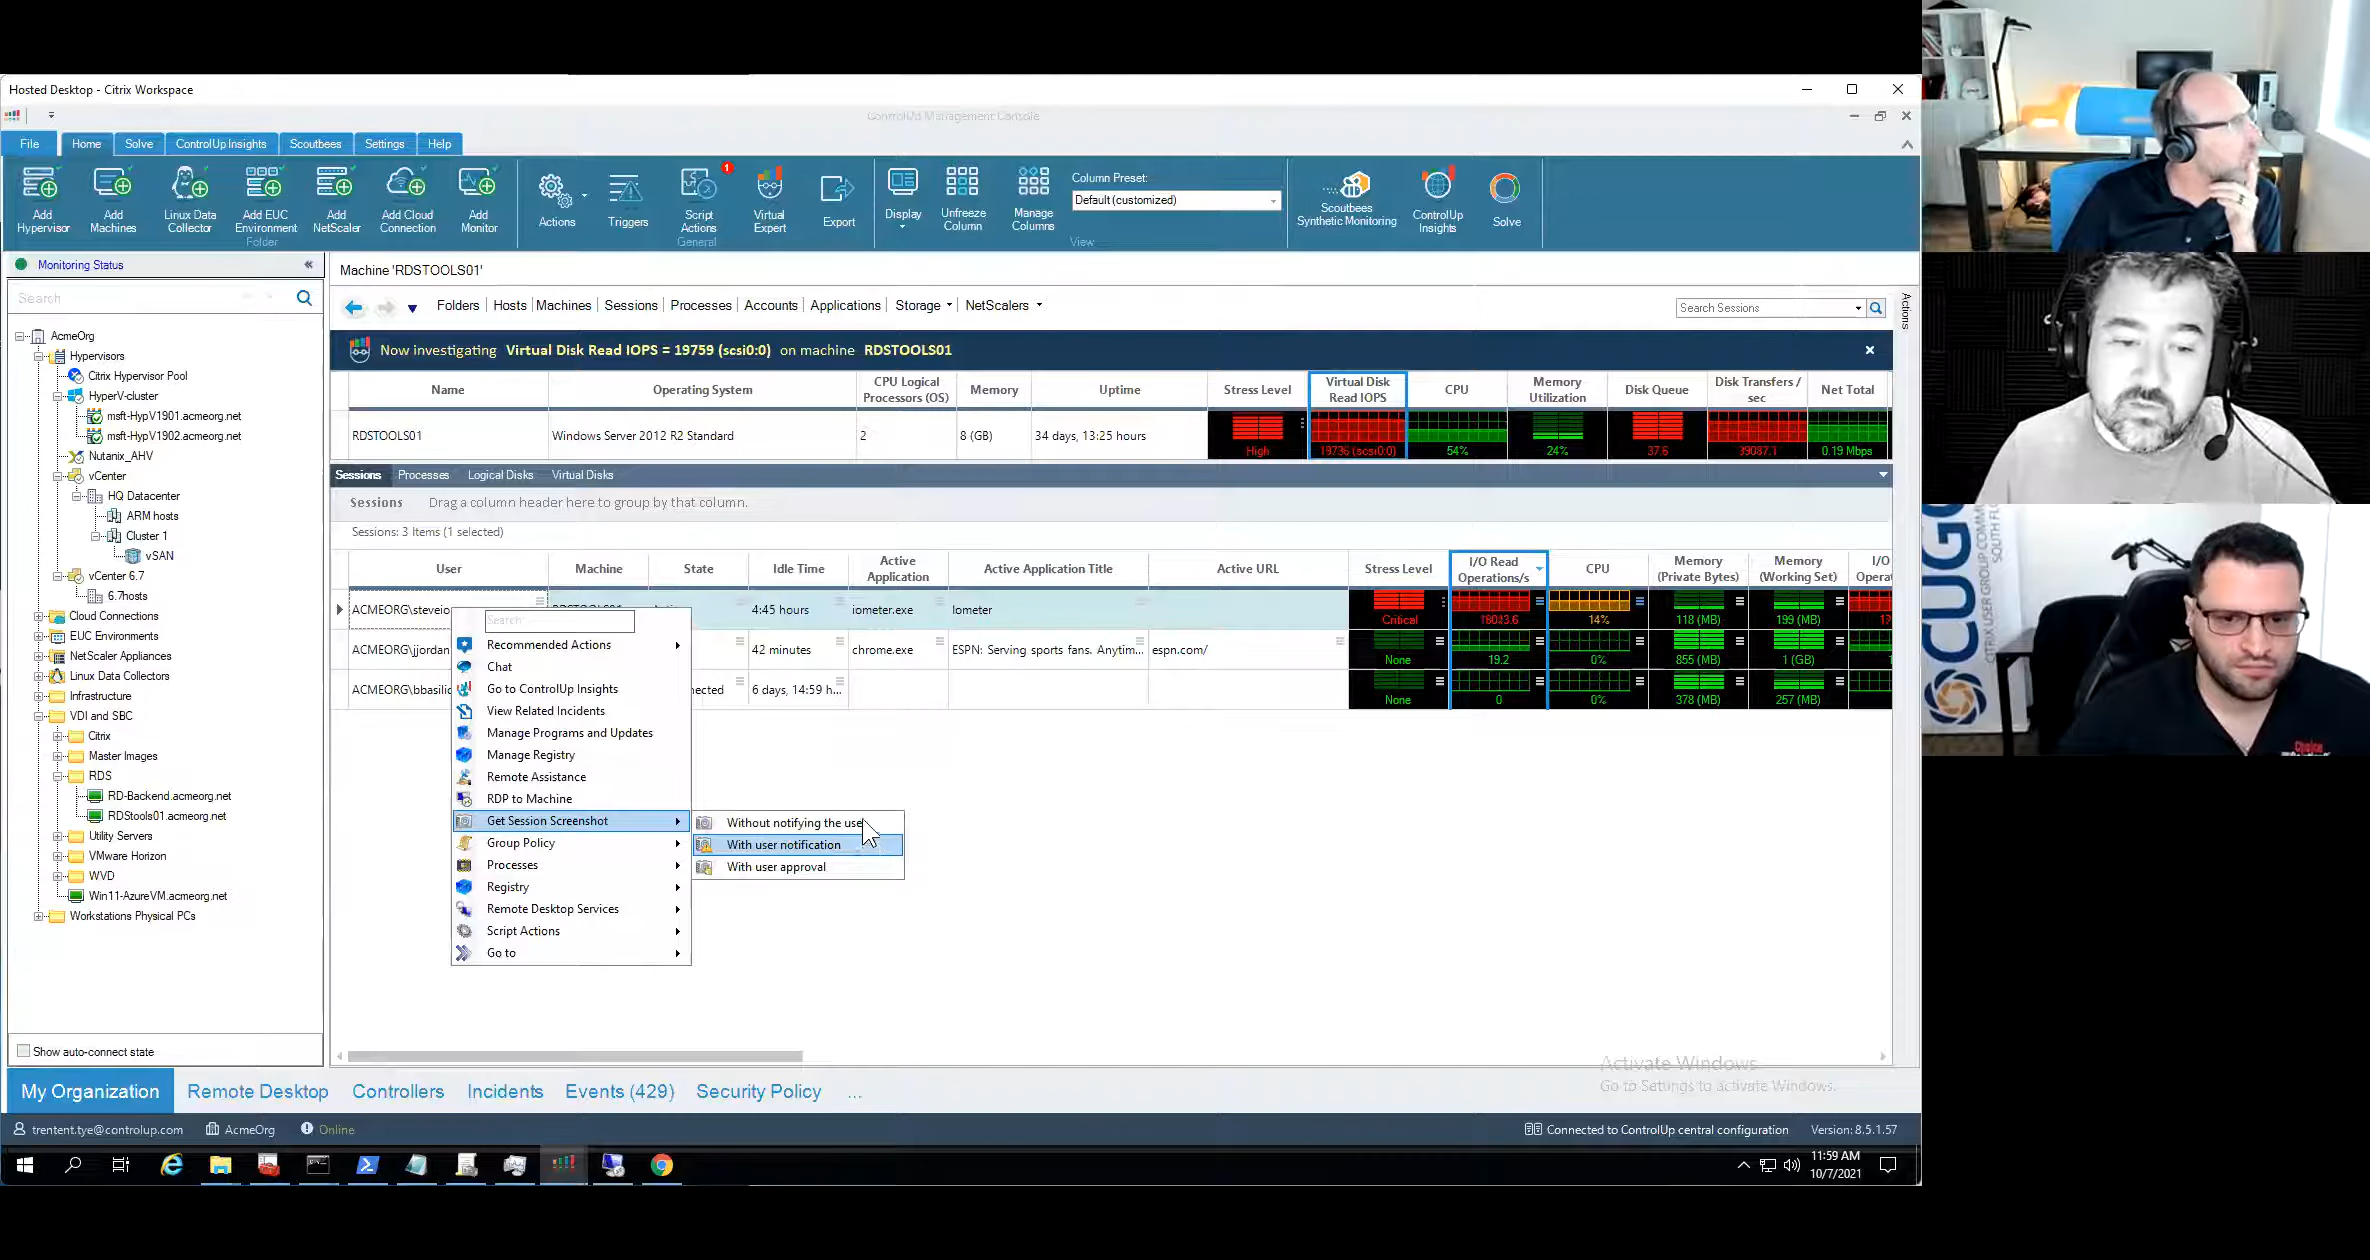 Hosted Desktop - Citrix Workspace
ControlUp Management Console
File Home Solve ControlUp Insights Scoutbees Settings Help
Add Hypervisor
Add Machines
Linux Data Collector
Add EUC Environment
Add NetScaler
Add Cloud Connection
Add Monitor
Folder
Actions
Triggers
1
Script Actions
Virtual Expert
Export
General
Display
Unfreeze Column
Manage Columns
Column Preset:
Default (customized)
View
Scoutbees Synthetic Monitoring
ControlUp Insights
Solve
Monitoring Status
Search
AcmeOrg
Hypervisors
Citrix Hypervisor Pool
HyperV-cluster
msft-HypV1901.acmeorg.net
msft-HypV1902.acmeorg.net
Nutanix_AHV
vCenter
HQ Datacenter
ARM hosts
Cluster 1
vSAN
vCenter 6.7
6.7hosts
Cloud Connections
EUC Environments
NetScaler Appliances
Linux Data Collectors
Infrastructure
VDI and SBC
Citrix
Master Images
RDS
RD-Backend.acmeorg.net
RDStools01.acmeorg.net
Utility Servers
VMware Horizon
WVD
Win11-AzureVM.acmeorg.net
Workstations Physical PCs
Show auto-connect state
Machine 'RDSTOOLS01'
Folders Hosts Machines Sessions Processes Accounts Applications Storage NetScalers
Search Sessions
Actions
Now investigating Virtual Disk Read IOPS = 19759 (scsi0:0) on machine RDSTOOLS01
Name Operating System CPU Logical Processors (OS) Memory Uptime Stress Level Virtual Disk Read IOPS CPU Memory Utilization Disk Queue Disk Transfers / sec Net Total
RDSTOOLS01 Windows Server 2012 R2 Standard 2 8 (GB) 34 days, 13:25 hours High 19736 (scsi0:0) 54% 24% 37.6 39087.1 0.19 Mbps
Sessions Processes Logical Disks Virtual Disks
Sessions Drag a column header here to group by that column.
Sessions: 3 Items (1 selected)
User Machine State Idle Time Active Application Active Application Title Active URL Stress Level I/O Read Operations/s CPU Memory (Private Bytes) Memory (Working Set) I/O
ACMEORG\steveio 4:45 hours iometer.exe Iometer Critical 14% 118 (MB) 199 (MB)
ACMEORG\jjordan 42 minutes chrome.exe ESPN: Serving sports fans. Anytim... espn.com/ None 19.2 0% 855 (MB) 1 (GB)
ACMEORG\bbasilio nected 6 days, 14:59 h... None 0 0% 378 (MB) 257 (MB)
Search
Recommended Actions
Chat
Go to ControlUp Insights
View Related Incidents
Manage Programs and Updates
Manage Registry
Remote Assistance
RDP to Machine
Get Session Screenshot
Group Policy
Processes
Registry
Remote Desktop Services
Script Actions
Go to
Without notifying the use
With user notification
With user approval
Activate Windows
Go to Settings to activate Windows.
My Organization Remote Desktop Controllers Incidents Events (429) Security Policy ...
trentent.tye@controlup.com AcmeOrg Online
Connected to ControlUp central configuration Version: 8.5.1.57
11:59 AM
10/7/2021
CUGC
CITRIX USER GROUP COMM
SOUTH FL
Choice